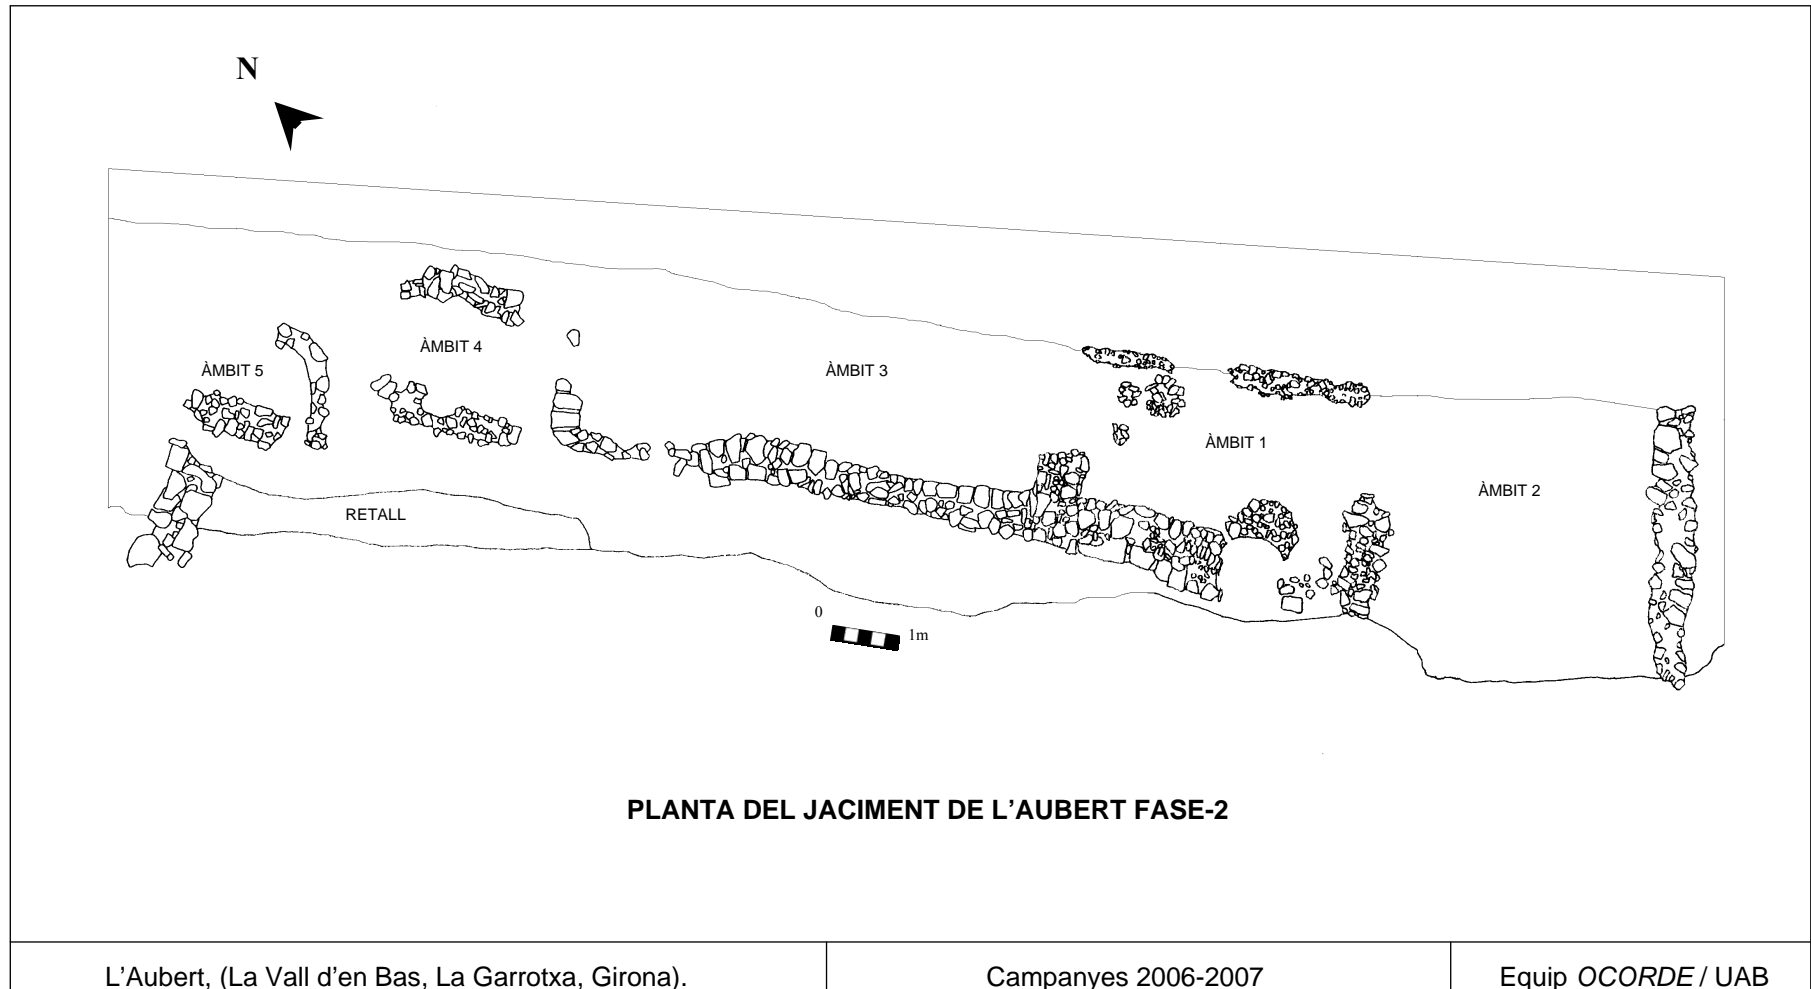 N
ÀMBIT 4
ÀMBIT 5
ÀMBIT 3
ÀMBIT 1
ÀMBIT 2
RETALL
0
1m
PLANTA DEL JACIMENT DE L'AUBERT FASE-2
L'Aubert, (La Vall d'en Bas, La Garrotxa, Girona).
Campanyes 2006-2007
Equip OCORDE / UAB